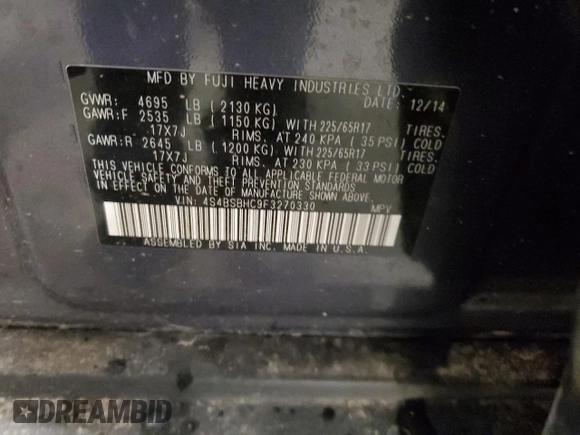 MFD BY FUJI HEAVY INDUSTRIES LTD.
GVWR: 4695 LB (2130 KG) DATE: 12/14
GAWR:F 2535 LB (1150 KG) WITH 225/65R17 TIRES.
17X7J RIMS. AT 240 KPA (35 PSI) COLD
GAWR:R 2645 LB (1200 KG) WITH 225/65R17 TIRES.
17X7J RIMS. AT 230 KPA (33 PSI) COLD
THIS VEHICLE CONFORMS TO ALL APPLICABLE FEDERAL MOTOR
VEHICLE SAFETY AND THEFT PREVENTION STANDARDS
IN EFFECT ON THE DATE OF MANUFACTURE SHOWN ABOVE.
VIN: 4S4BSBHC9F3270330 MPV
ASSEMBLED BY SIA INC. MADE IN U.S.A.
DREAMBID